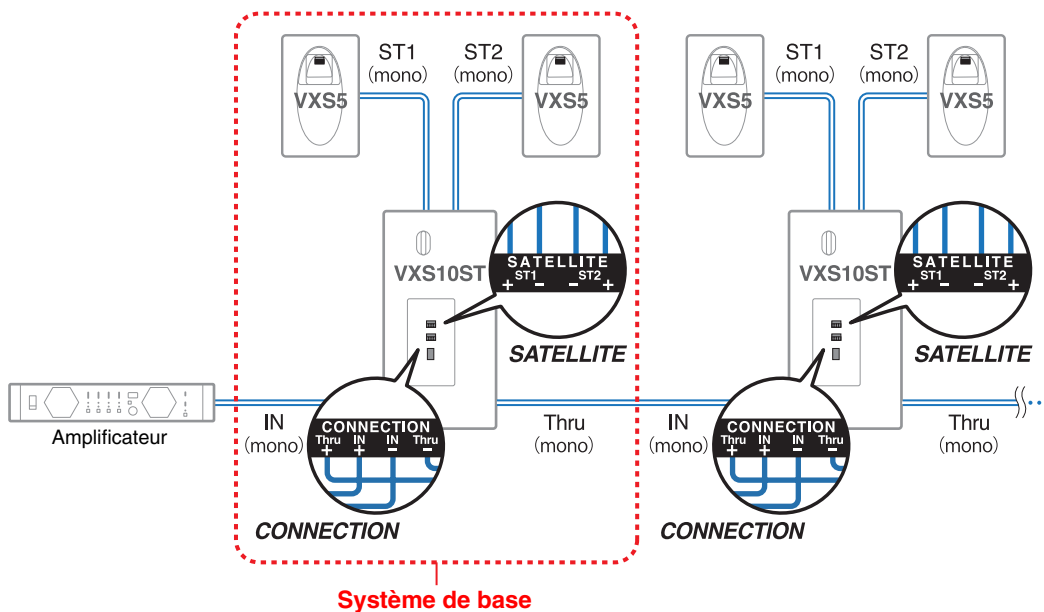 ST1
(mono)
ST2
(mono)
ST1
(mono)
ST2
(mono)
VXS5
VXS5
VXS5
VXS5
VXS10ST
SATELLITE
ST1 ST2
+ − − +
SATELLITE
VXS10ST
SATELLITE
ST1 ST2
+ − − +
SATELLITE
Amplificateur
IN
(mono)
CONNECTION
Thru IN IN Thru
+ + − −
CONNECTION
Thru
(mono)
IN
(mono)
CONNECTION
Thru IN IN Thru
+ + − −
CONNECTION
Thru
(mono)
Système de base